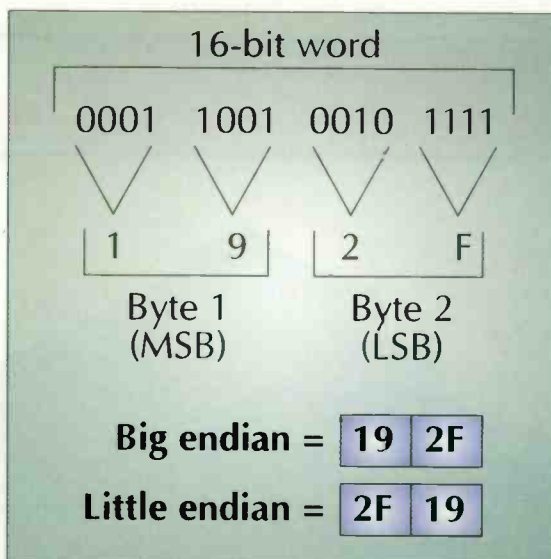 16-bit word
0001 1001 0010 1111
1 9 2 F
Byte 1 Byte 2
(MSB) (LSB)
Big endian = 19 2F
Little endian = 2F 19